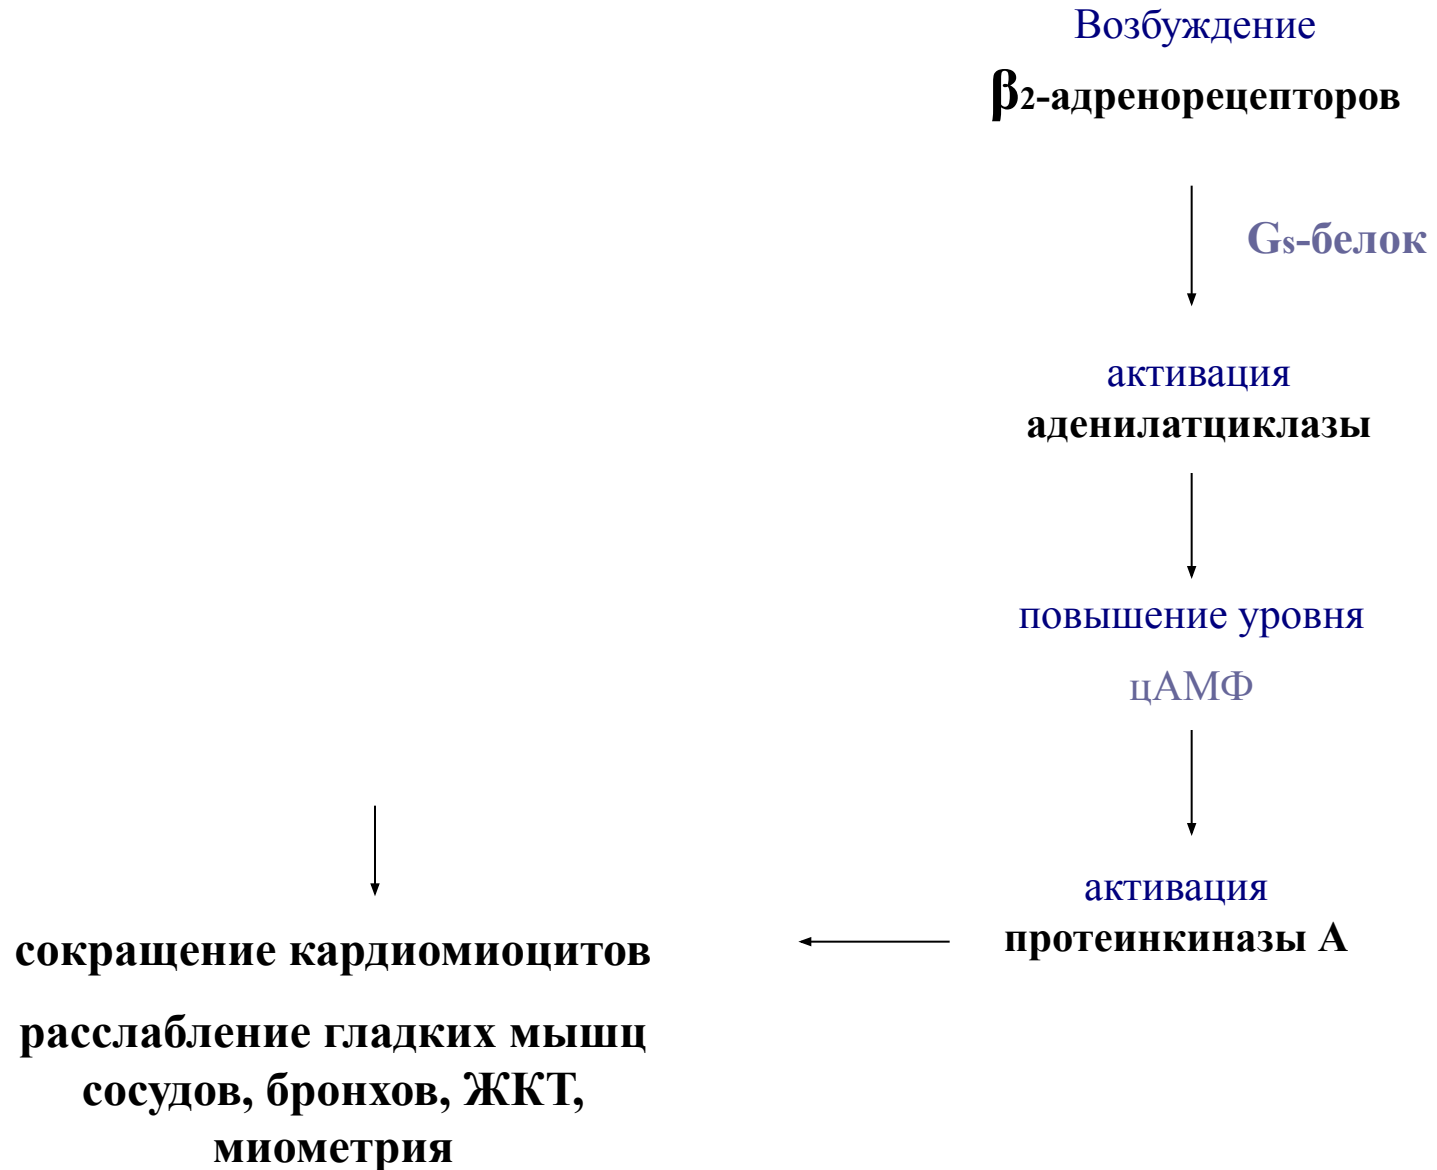 Возбуждение
β2-адренорецепторов
Gs-белок
активация
аденилатциклазы
повышение уровня
цАМФ
активация
протеинкиназы А
сокращение кардиомиоцитов
расслабление гладких мышц
сосудов, бронхов, ЖКТ,
миометрия